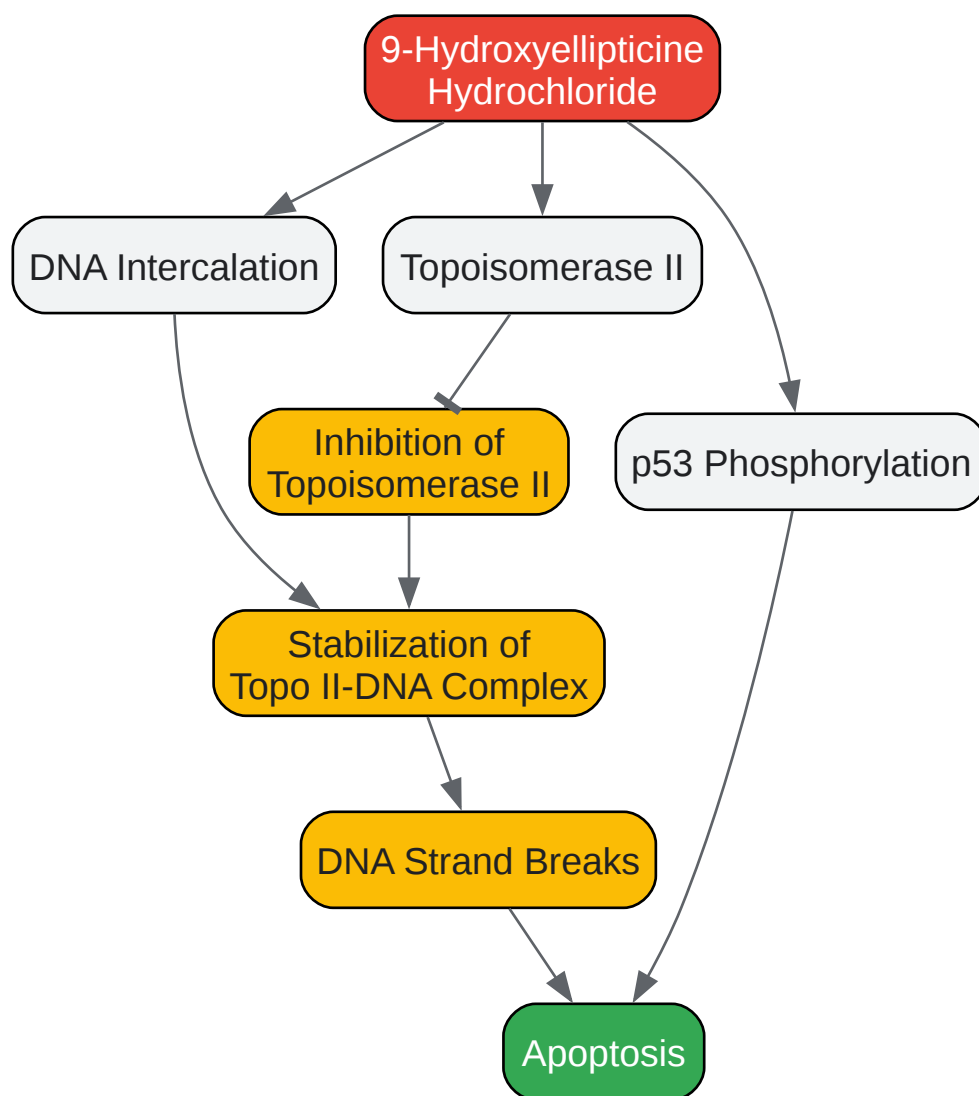 9-Hydroxyellipticine
Hydrochloride
DNA Intercalation
Topoisomerase II
Inhibition of
Topoisomerase II
p53 Phosphorylation
Stabilization of
Topo II-DNA Complex
DNA Strand Breaks
Apoptosis